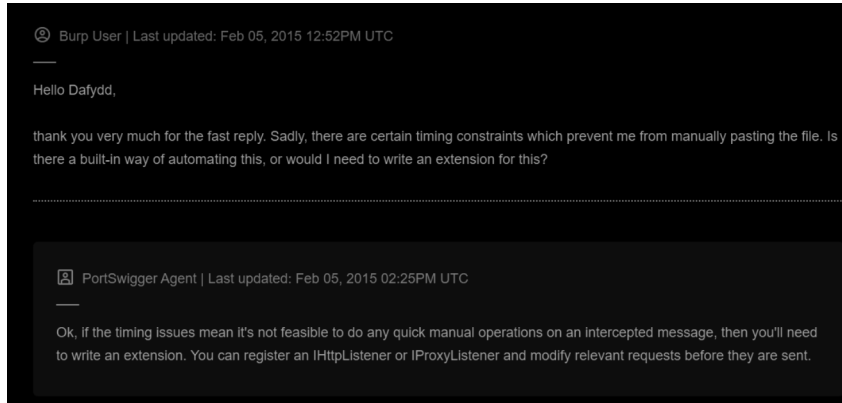 Burp User | Last updated: Feb 05, 2015 12:52PM UTC
Hello Dafydd,
thank you very much for the fast reply. Sadly, there are certain timing constraints which prevent me from manually pasting the file. Is
there a built-in way of automating this, or would I need to write an extension for this?
PortSwigger Agent | Last updated: Feb 05, 2015 02:25PM UTC
Ok, if the timing issues mean it's not feasible to do any quick manual operations on an intercepted message, then you'll need
to write an extension. You can register an IHttpListener or IProxyListener and modify relevant requests before they are sent.